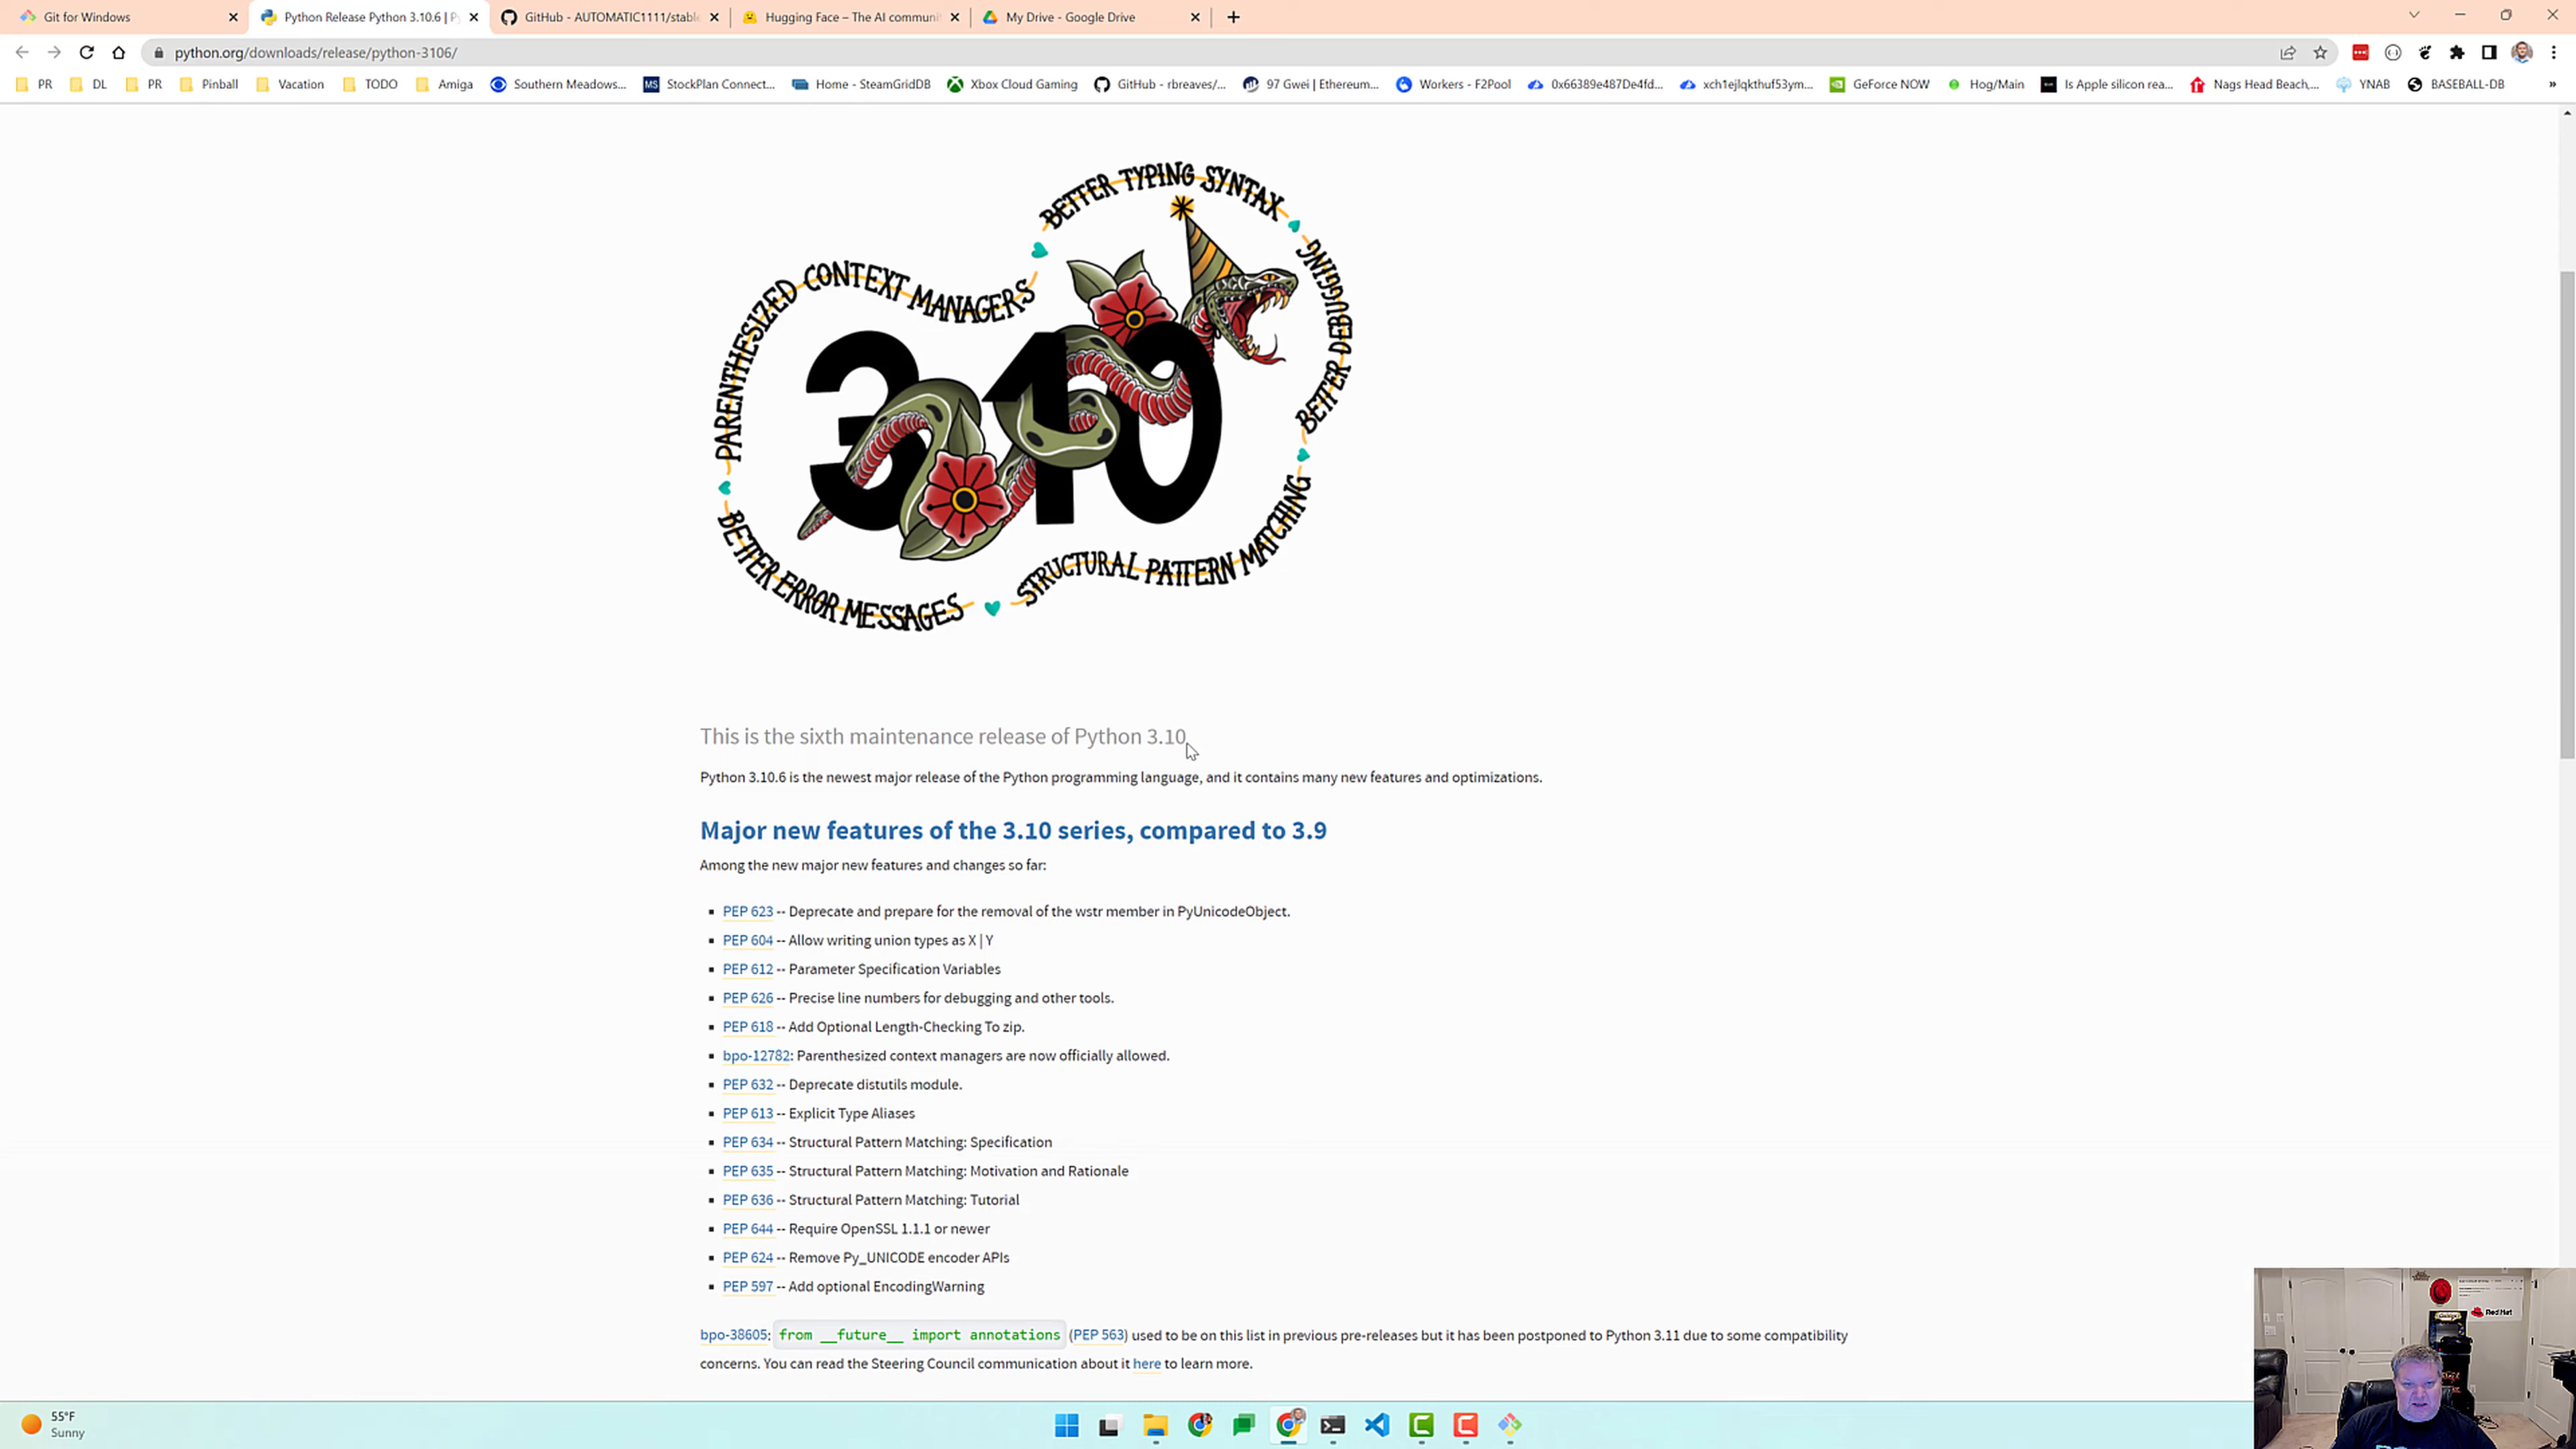 Git for Windows
Python Release Python 3.10.6 | P
GitHub - AUTOMATIC1111/stabl
Hugging Face – The AI communi
My Drive - Google Drive
python.org/downloads/release/python-3106/
PR
DL
PR
Pinball
Vacation
TODO
Amiga
Southern Meadows...
StockPlan Connect...
Home - SteamGridDB
Xbox Cloud Gaming
GitHub - rbreaves/...
97 Gwei | Ethereum...
Workers - F2Pool
0x66389e487De4fd...
xch1ejlqkthuf53ym...
GeForce NOW
Hog/Main
Is Apple silicon rea...
Nags Head Beach,...
YNAB
BASEBALL-DB
»
PARENTHESIZED CONTEXT MANAGERS
BETTER TYPING SYNTAX
BETTER DEBUGGING
STRUCTURAL PATTERN MATCHING
BETTER ERROR MESSAGES
3.10
This is the sixth maintenance release of Python 3.10
Python 3.10.6 is the newest major release of the Python programming language, and it contains many new features and optimizations.
Major new features of the 3.10 series, compared to 3.9
Among the new major new features and changes so far:
PEP 623 -- Deprecate and prepare for the removal of the wstr member in PyUnicodeObject.
PEP 604 -- Allow writing union types as X | Y
PEP 612 -- Parameter Specification Variables
PEP 626 -- Precise line numbers for debugging and other tools.
PEP 618 -- Add Optional Length-Checking To zip.
bpo-12782: Parenthesized context managers are now officially allowed.
PEP 632 -- Deprecate distutils module.
PEP 613 -- Explicit Type Aliases
PEP 634 -- Structural Pattern Matching: Specification
PEP 635 -- Structural Pattern Matching: Motivation and Rationale
PEP 636 -- Structural Pattern Matching: Tutorial
PEP 644 -- Require OpenSSL 1.1.1 or newer
PEP 624 -- Remove Py_UNICODE encoder APIs
PEP 597 -- Add optional EncodingWarning
bpo-38605: from __future__ import annotations (PEP 563) used to be on this list in previous pre-releases but it has been postponed to Python 3.11 due to some compatibility
concerns. You can read the Steering Council communication about it here to learn more.
Red Hat
55°F
Sunny